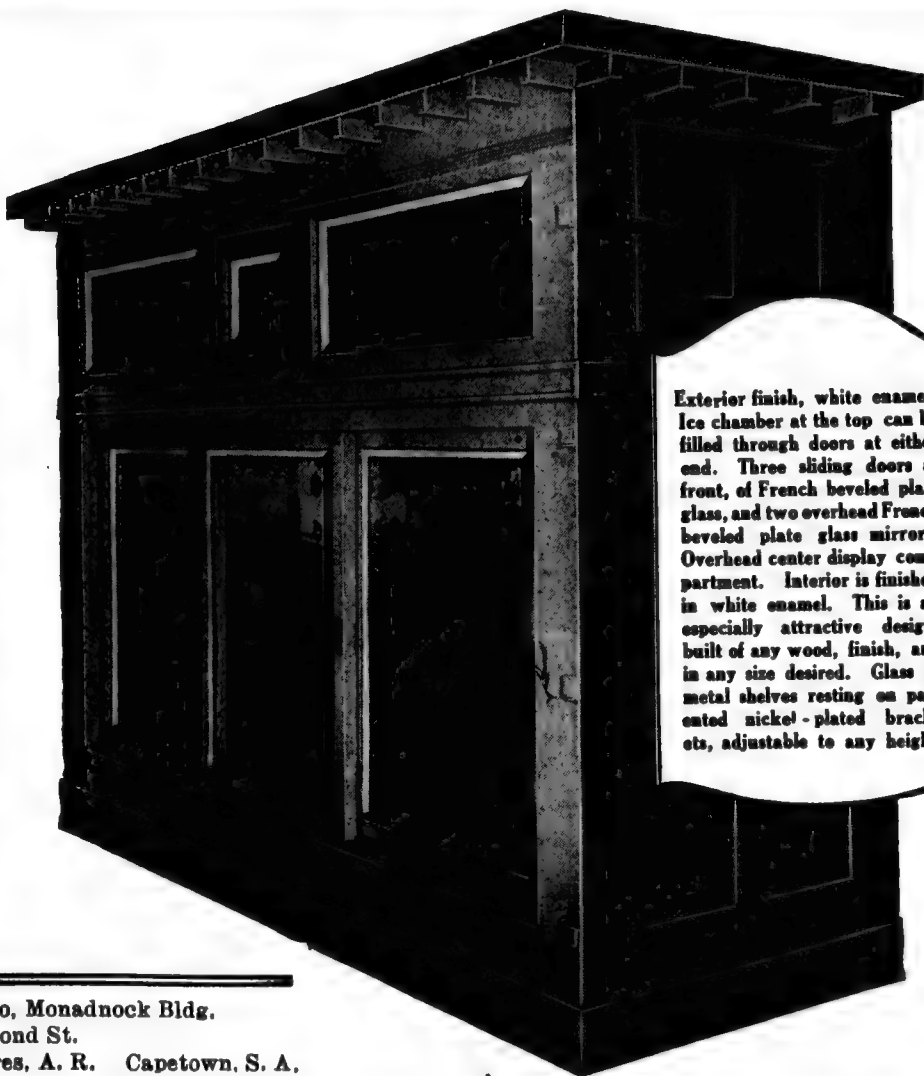 Exterior finish, white ename
Ice chamber at the top can b
filled through doors at eithe
end. Three sliding doors
front, of French beveled pla
glass, and two overhead Frenc
beveled plate glass mirror
Overhead center display com
partment. Interior is finishe
in white enamel. This is a
especially attractive desig
built of any wood, finish, an
in any size desired. Glass
metal shelves resting on pa
ented nickel-plated brack
ets, adjustable to any heigh
o, Monadnock Bldg.
ond St.
res, A. R. Capetown, S. A.